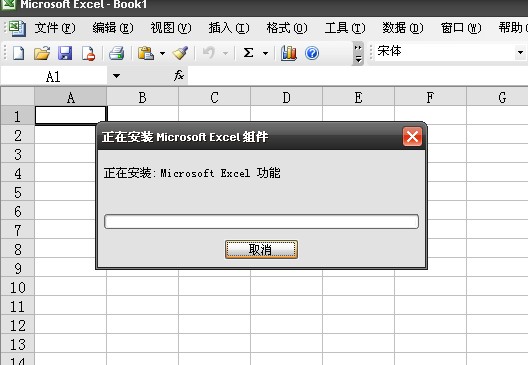 Microsoft Excel - Book1
文件(F) 编辑(E) 视图(V) 插入(I) 格式(O) 工具(T) 数据(D) 窗口(W) 帮助(
Σ 宋体
A1 fx
A B C D E F G
1
2
正在安装 Microsoft Excel 组件
3
4
正在安装: Microsoft Excel 功能
5
6
7
8
取消
9
10
11
12
13
14